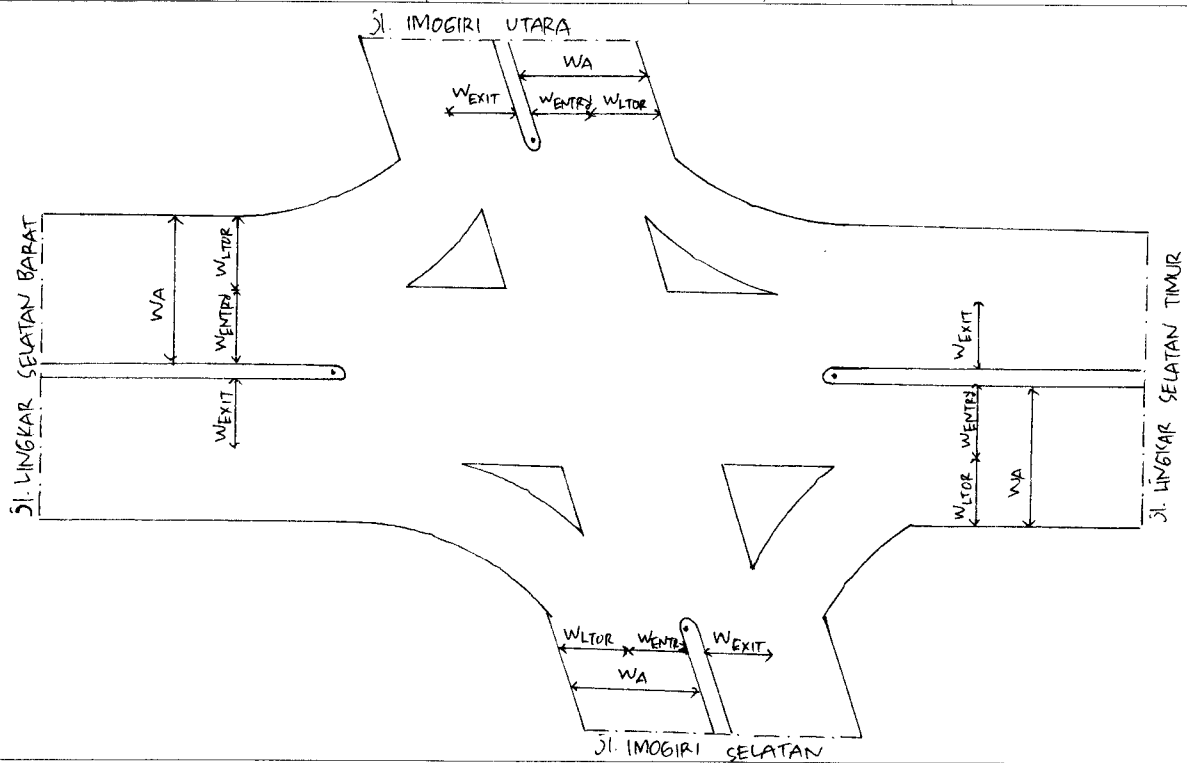 Jl. IMOGIRI UTARA
WA
WEXIT
WENTRY
WLTOR
Jl. LINGKAR SELATAN BARAT
WA
WLTOR
WENTRY
WEXIT
WEXIT
WENTRY
WLTOR
WA
Jl. LINGKAR SELATAN TIMUR
WLTOR
WENTRY
WEXIT
WA
Jl. IMOGIRI SELATAN